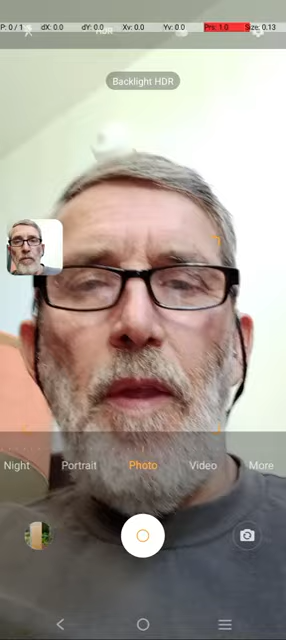 P: 0 / 1 dX: 0.0 dY: 0.0 Xv: 0.0 Yv: 0.0 Prs: 1.0 Size: 0.13
Backlight HDR
Night Portrait Photo Video More